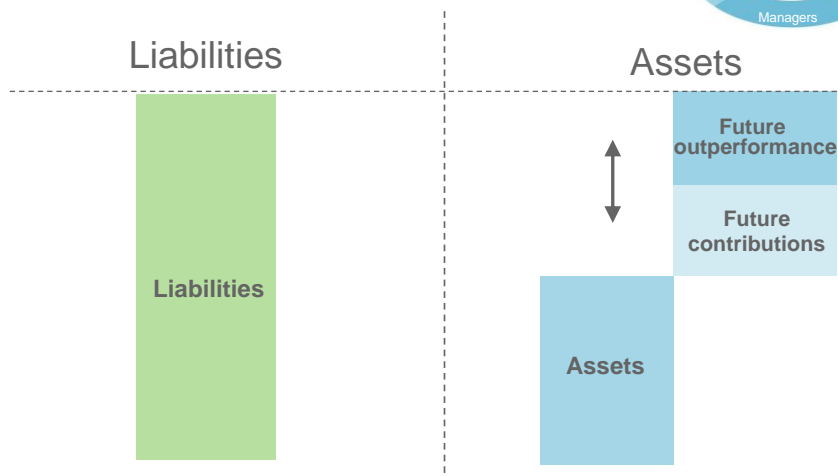 Managers
Liabilities
Assets
Future
outperformance
Future
contributions
Liabilities
Assets